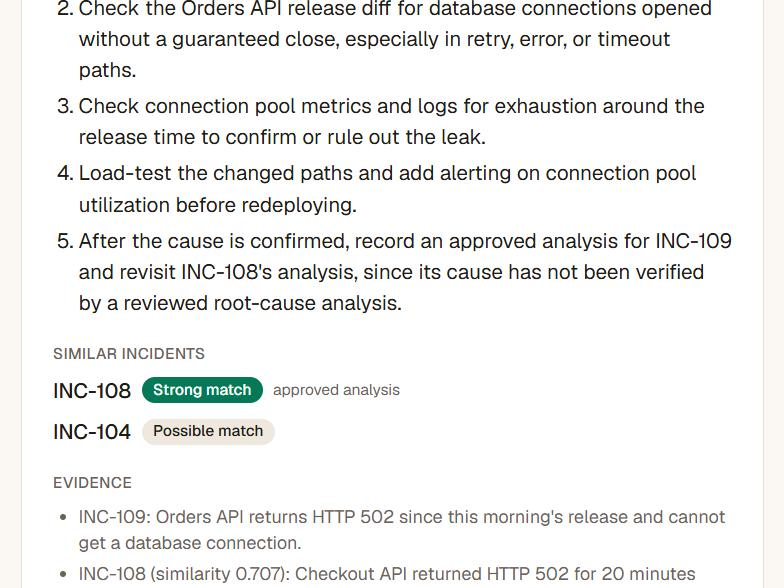 2. Check the Orders API release diff for database connections opened
without a guaranteed close, especially in retry, error, or timeout
paths.
3. Check connection pool metrics and logs for exhaustion around the
release time to confirm or rule out the leak.
4. Load-test the changed paths and add alerting on connection pool
utilization before redeploying.
5. After the cause is confirmed, record an approved analysis for INC-109
and revisit INC-108's analysis, since its cause has not been verified
by a reviewed root-cause analysis.
SIMILAR INCIDENTS
INC-108 Strong match approved analysis
INC-104 Possible match
EVIDENCE
• INC-109: Orders API returns HTTP 502 since this morning's release and cannot
get a database connection.
• INC-108 (similarity 0.707): Checkout API returned HTTP 502 for 20 minutes